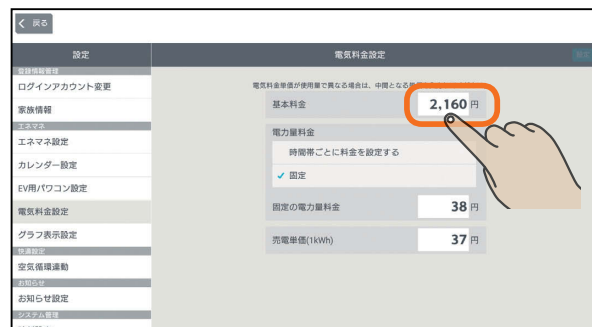 戻る
設定
電気料金設定
登録情報管理
ログインアカウント変更
家族情報
エネマネ
エネマネ設定
カレンダー設定
EV用パワコン設定
電気料金設定
グラフ表示設定
快適設定
空気循環連動
お知らせ
お知らせ設定
システム管理
電気料金単価が使用量で異なる場合は、中間となる
基本料金
2,160 円
電力量料金
時間帯ごとに料金を設定する
固定
固定の電力量料金
38 円
売電単価(1kWh)
37 円